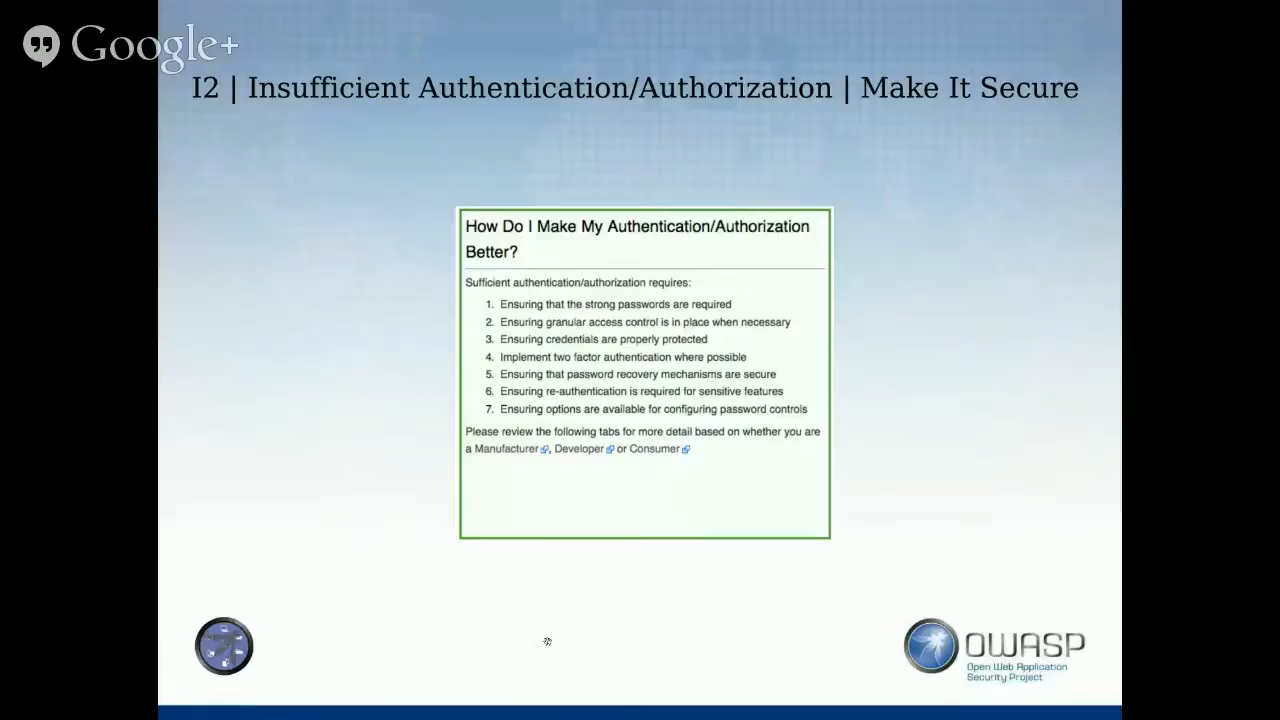 Google+
I2 | Insufficient Authentication/Authorization | Make It Secure
How Do I Make My Authentication/Authorization
Better?
Sufficient authentication/authorization requires:
1. Ensuring that the strong passwords are required
2. Ensuring granular access control is in place when necessary
3. Ensuring credentials are properly protected
4. Implement two factor authentication where possible
5. Ensuring that password recovery mechanisms are secure
6. Ensuring re-authentication is required for sensitive features
7. Ensuring options are available for configuring password controls
Please review the following tabs for more detail based on whether you are
a Manufacturer, Developer or Consumer
OWASP
Open Web Application
Security Project